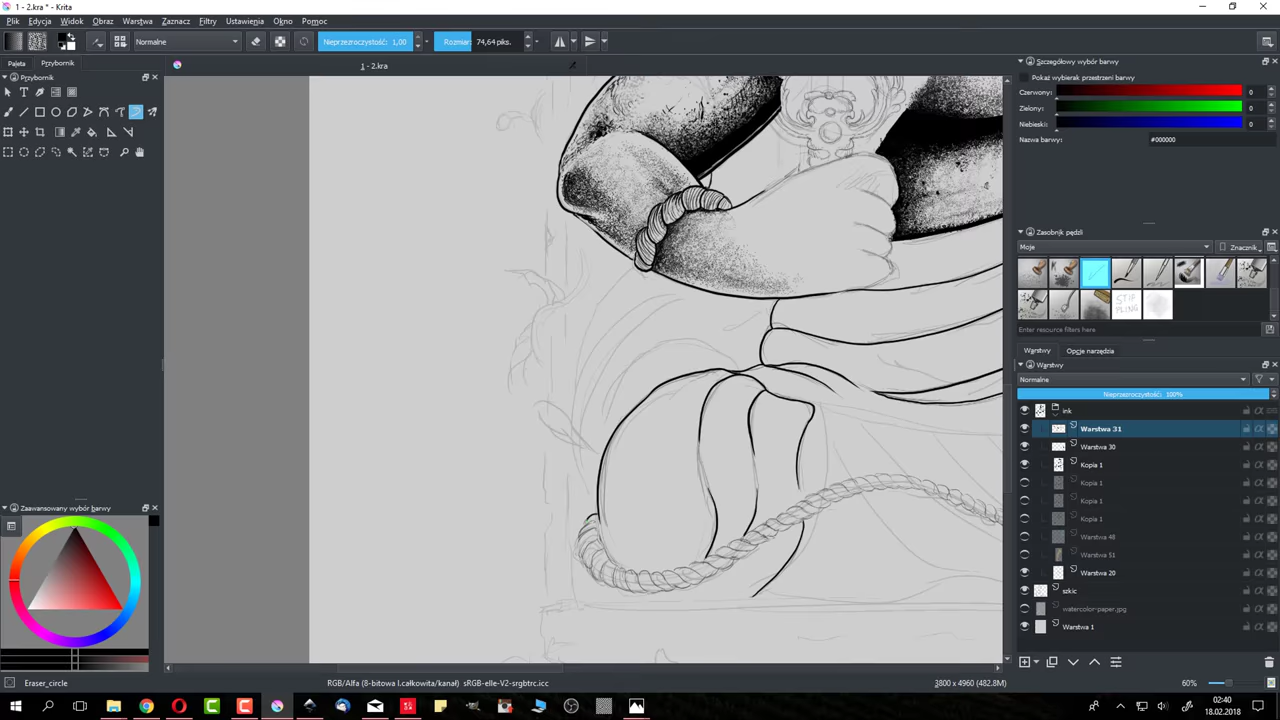 1 - 2.kra * - Krita
Plik Edycja Widok Obraz Warstwa Zaznacz Filtry Ustawienia Okno Pomoc
Normalne Nieprzezroczystość: 1,00 Rozmiar: 74,64 piks.
Paleta Przybornik
Przybornik
1 - 2.kra
Szczegółowy wybór barwy
Pokaż wybierak przestrzeni barwy
Czerwony: 0
Zielony: 0
Niebieski: 0
Nazwa barwy: #000000
Zasobnik pędzli
Moje Znacznik
STIP
PLING
Enter resource filters here
Warstwy Opcje narzędzia
Warstwy
Normalne
Nieprzezroczystość: 100%
ink
Warstwa 31
Warstwa 30
Kopia 1
Kopia 1
Kopia 1
Kopia 1
Warstwa 48
Warstwa 51
Warstwa 20
szkic
watercolor-paper.jpg
Warstwa 1
Zaawansowany wybór barwy
Eraser_circle
RGB/Alfa (8-bitowa l.całkowita/kanał) sRGB-elle-V2-srgbtrc.icc
3800 x 4960 (482.8M)
60%
02:40
18.02.2018